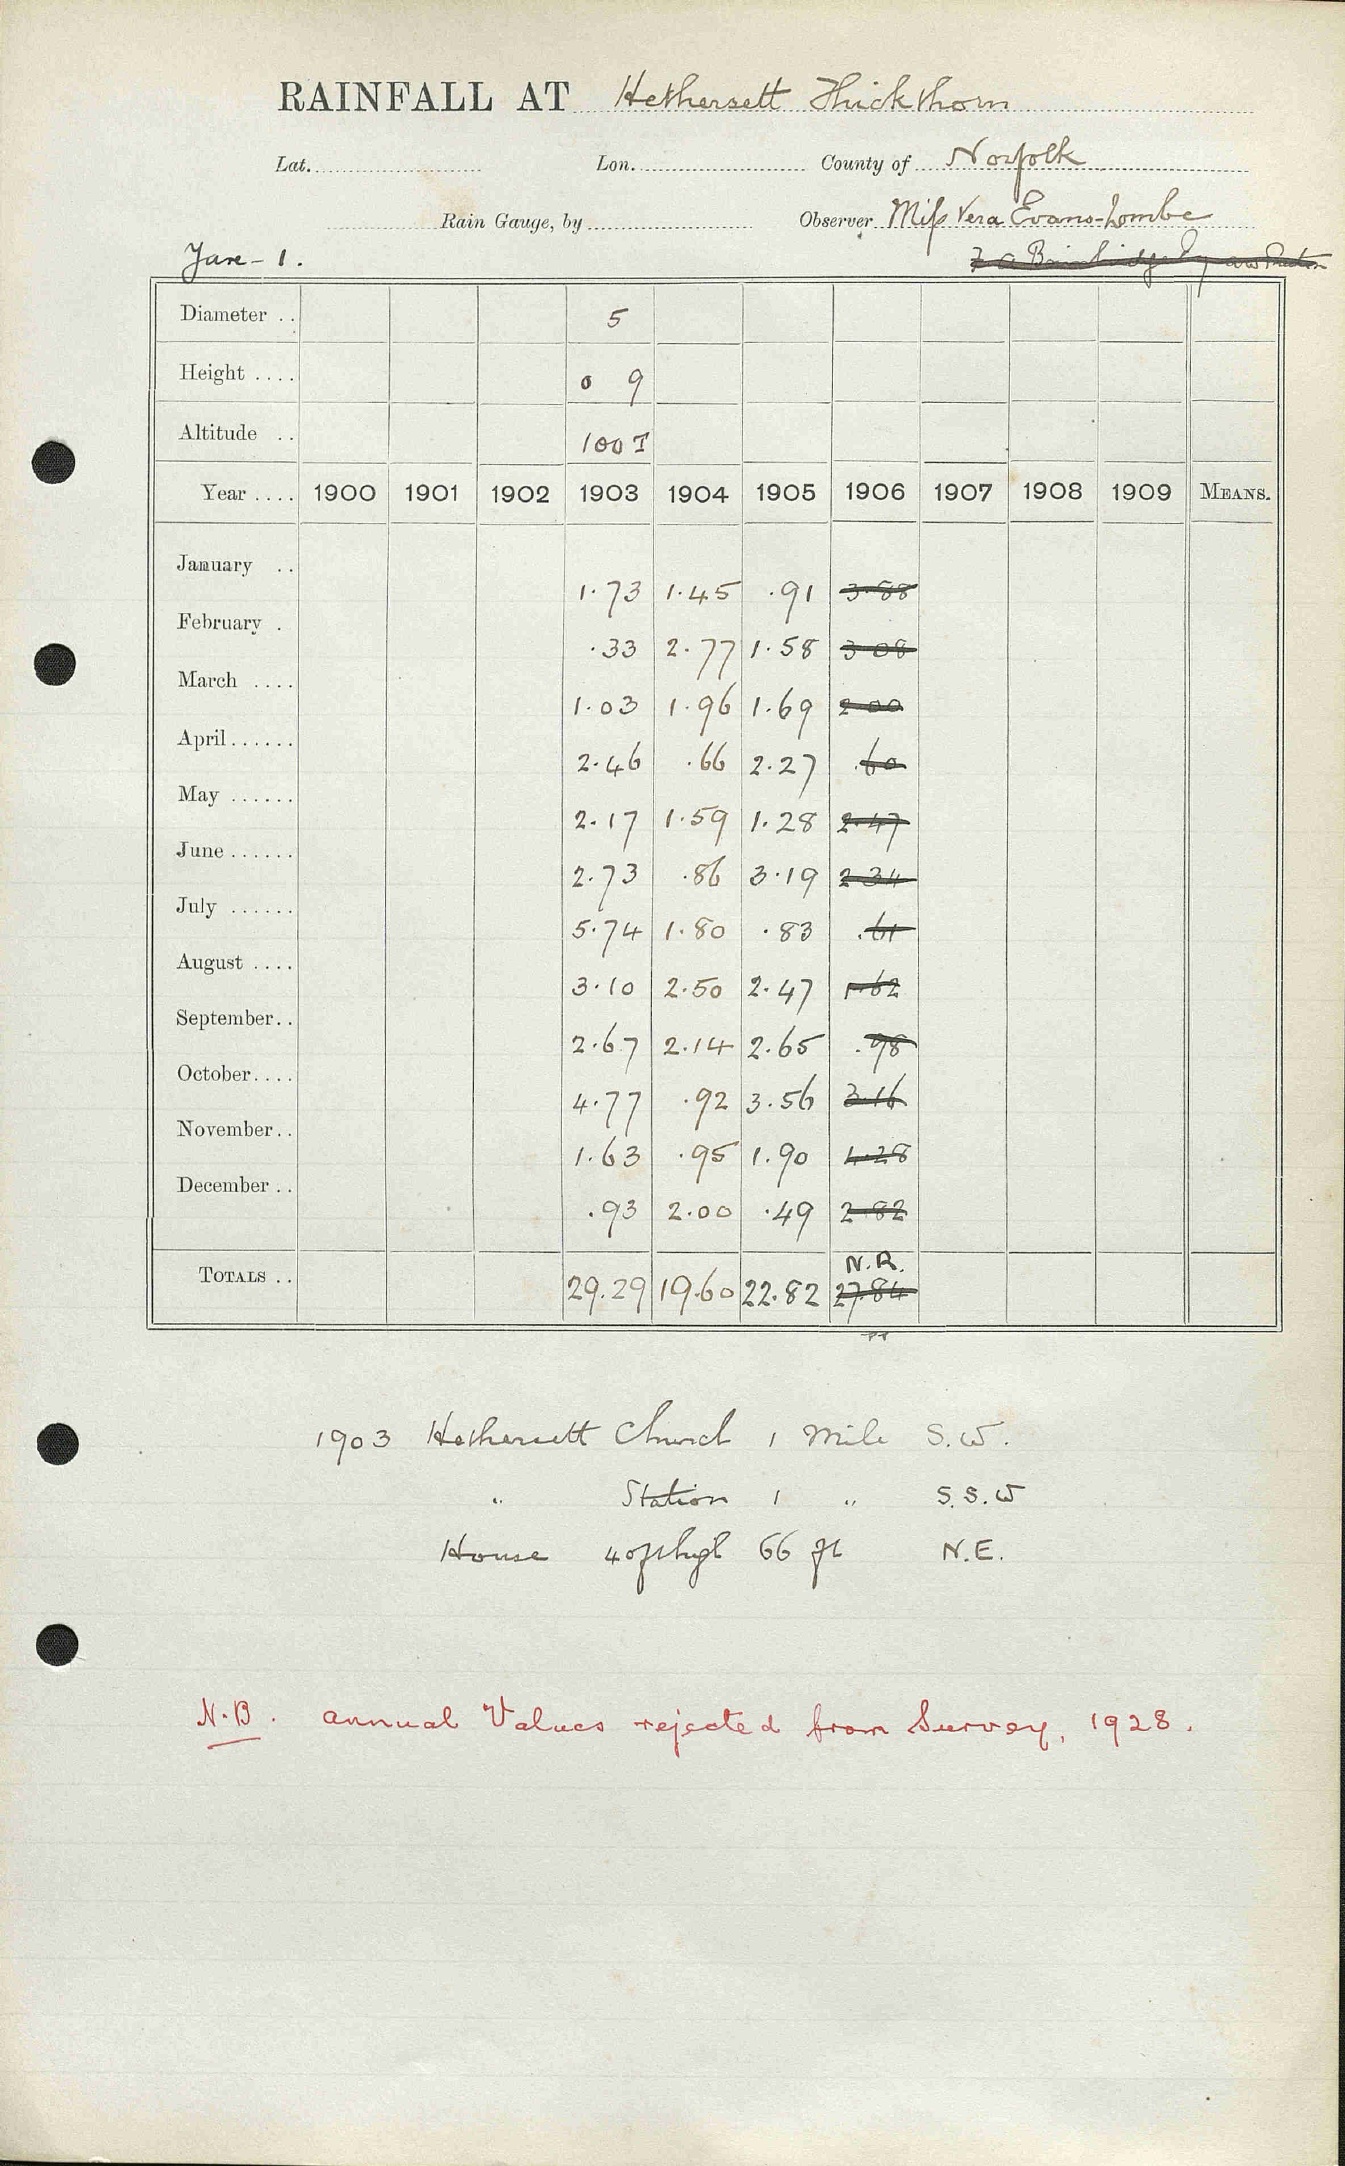 RAINFALL AT Hethersett Thickthorn
Lat. Lon. County of Norfolk
Rain Gauge, by Observer Miss Vera Evans-Lombe
Yare - 1.
Diameter .. 5
Height .... 0 9
Altitude .. 100 T
Year .... 1900 1901 1902 1903 1904 1905 1906 1907 1908 1909 MEANS.
January .. 1.73 1.45 .91 3.88
February . .33 2.77 1.58 3.08
March .... 1.03 1.96 1.69 2.00
April ...... 2.46 .66 2.27 .60
May ...... 2.17 1.59 1.28 2.47
June ...... 2.73 .86 3.19 2.34
July ...... 5.74 1.80 .83 .61
August .... 3.10 2.50 2.47 1.62
September.. 2.67 2.14 2.65 .98
October.... 4.77 .92 3.56 3.16
November.. 1.63 .95 1.90 4.28
December .. .93 2.00 .49 2.82
N.R.
TOTALS .. 29.29 19.60 22.82 27.84
1903 Hethersett Church 1 Mile S.W.
" Station 1 " S.S.W
House 40ft high 66 ft N.E.
N.B. annual Values rejected from Survey, 1928.